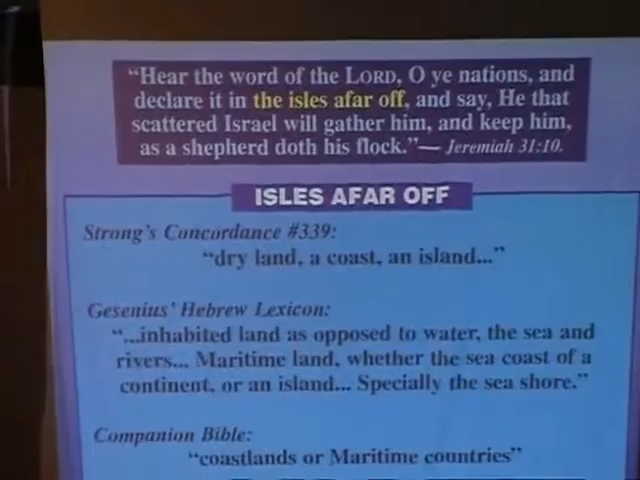 “Hear the word of the LORD, O ye nations, and
declare it in the isles afar off, and say, He that
scattered Israel will gather him, and keep him,
as a shepherd doth his flock.”— Jeremiah 31:10.
ISLES AFAR OFF
Strong's Concordance #339:
“dry land, a coast, an island...”
Gesenius' Hebrew Lexicon:
“...inhabited land as opposed to water, the sea and
rivers... Maritime land, whether the sea coast of a
continent, or an island... Specially the sea shore.”
Companion Bible:
“coastlands or Maritime countries”